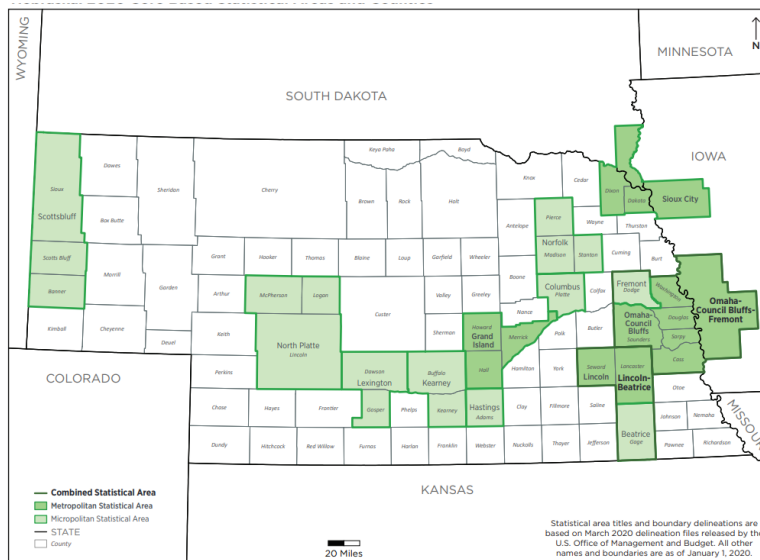 WYOMING
N
MINNESOTA
SOUTH DAKOTA
IOWA
Keya Paha
Boyd
Dawes
Sheridan
Cherry
Knox
Cedar
Dixon
Dakota
Sioux City
Sioux
Scottsbluff
Box Butte
Brown
Rock
Holt
Antelope
Pierce
Wayne
Thurston
Scotts Bluff
Morrill
Garden
Grant
Hooker
Thomas
Blaine
Loup
Garfield
Wheeler
Norfolk
Madison
Stanton
Cuming
Burt
Banner
Arthur
McPherson
Logan
Custer
Valley
Greeley
Boone
Columbus
Platte
Colfax
Fremont
Dodge
Washington
Omaha-
Council Bluffs-
Fremont
Kimball
Cheyenne
Deuel
Keith
North Platte
Lincoln
Sherman
Howard
Grand
Island
Nance
Merrick
Polk
Butler
Omaha-
Council
Bluffs
Saunders
Douglas
Sarpy
Cass
COLORADO
Perkins
Dawson
Lexington
Buffalo
Kearney
Hall
Hamilton
York
Seward
Lincoln
Lancaster
Lincoln-
Beatrice
Otoe
Chase
Hayes
Frontier
Gosper
Phelps
Kearney
Hastings
Adams
Clay
Fillmore
Saline
Beatrice
Gage
Johnson
Nemaha
MISSOURI
Dundy
Hitchcock
Red Willow
Furnas
Harlan
Franklin
Webster
Nuckolls
Thayer
Jefferson
Pawnee
Richardson
KANSAS
Combined Statistical Area
Metropolitan Statistical Area
Micropolitan Statistical Area
STATE
County
20 Miles
Statistical area titles and boundary delineations are
based on March 2020 delineation files released by the
U.S. Office of Management and Budget. All other
names and boundaries are as of January 1, 2020.